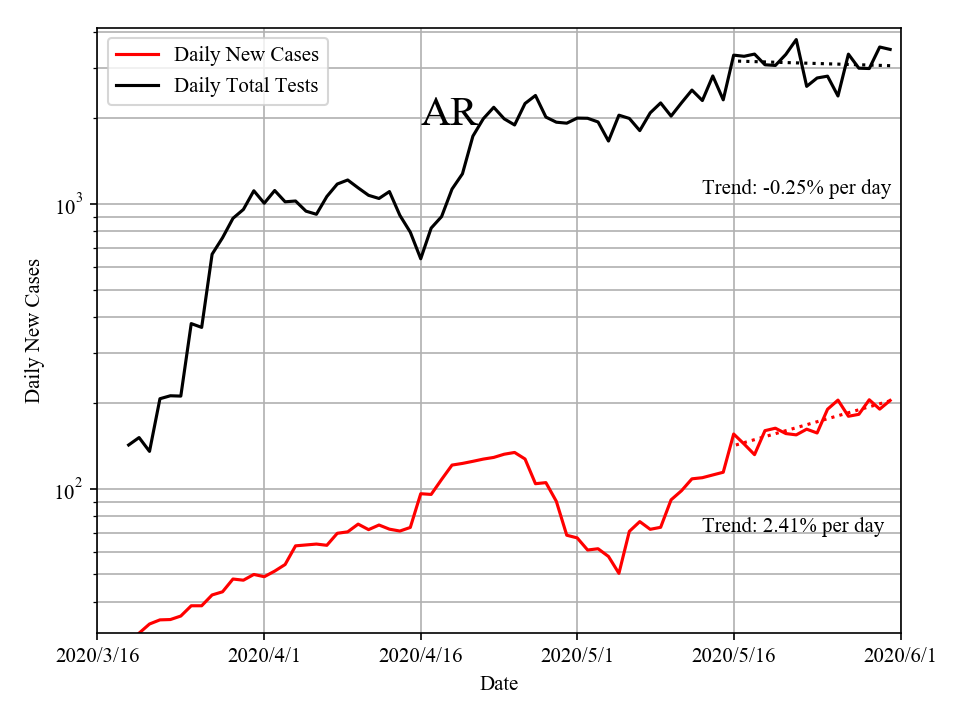 Daily New Cases
Daily Total Tests
AR
Trend: -0.25% per day
Trend: 2.41% per day
Daily New Cases
10³
10²
2020/3/16
2020/4/1
2020/4/16
2020/5/1
2020/5/16
2020/6/1
Date